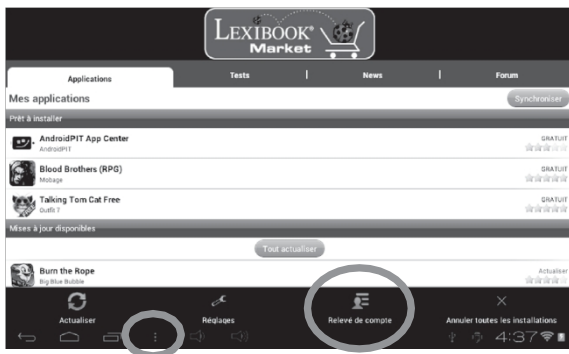 LEXIBOOK®
Market
Applications Tests | News | Forum
Mes applications Synchroniser
Prêt à installer
AndroidPIT App Center GRATUIT
AndroidPIT
Blood Brothers (RPG) GRATUIT
Mobage
Talking Tom Cat Free GRATUIT
Outfit 7
Mises à jour disponibles
Tout actualiser
Burn the Rope Actualiser
Big Blue Bubble
Actualiser Réglages Relevé de compte Annuler toutes les installations
4:37